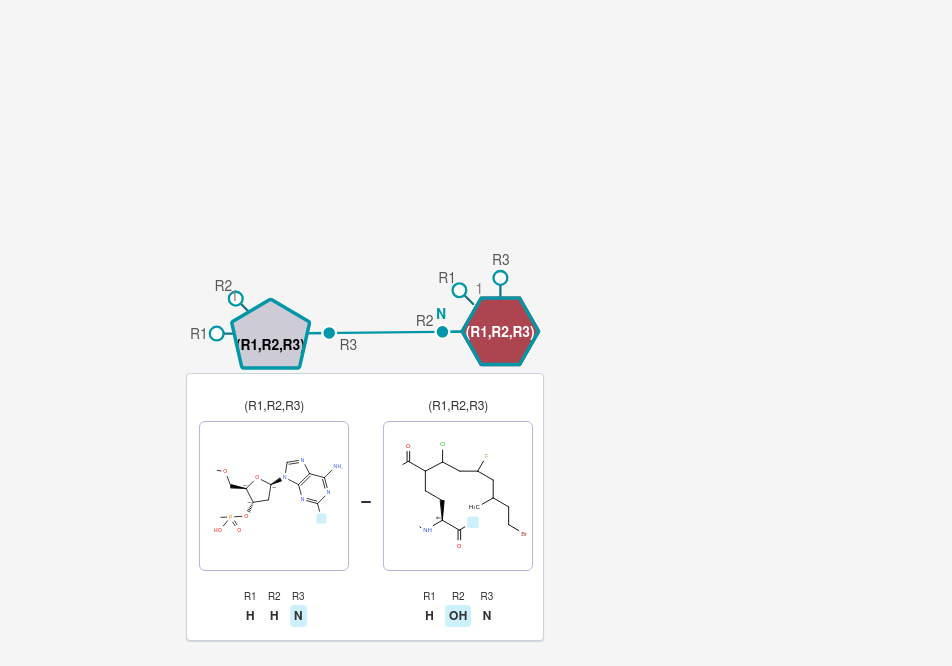 R3
R1 1
R2 1
N
R2
R1
R3
(R1,R2,R3)
(R1,R2,R3)
(R1,R2,R3)
(R1,R2,R3)
O
N
NH₂
O
O
N
N
N
N
P
O
HO
O
–
O
Cl
F
H₃C
NH
O
Br
R1 R2 R3
H H N
R1 R2 R3
H OH N